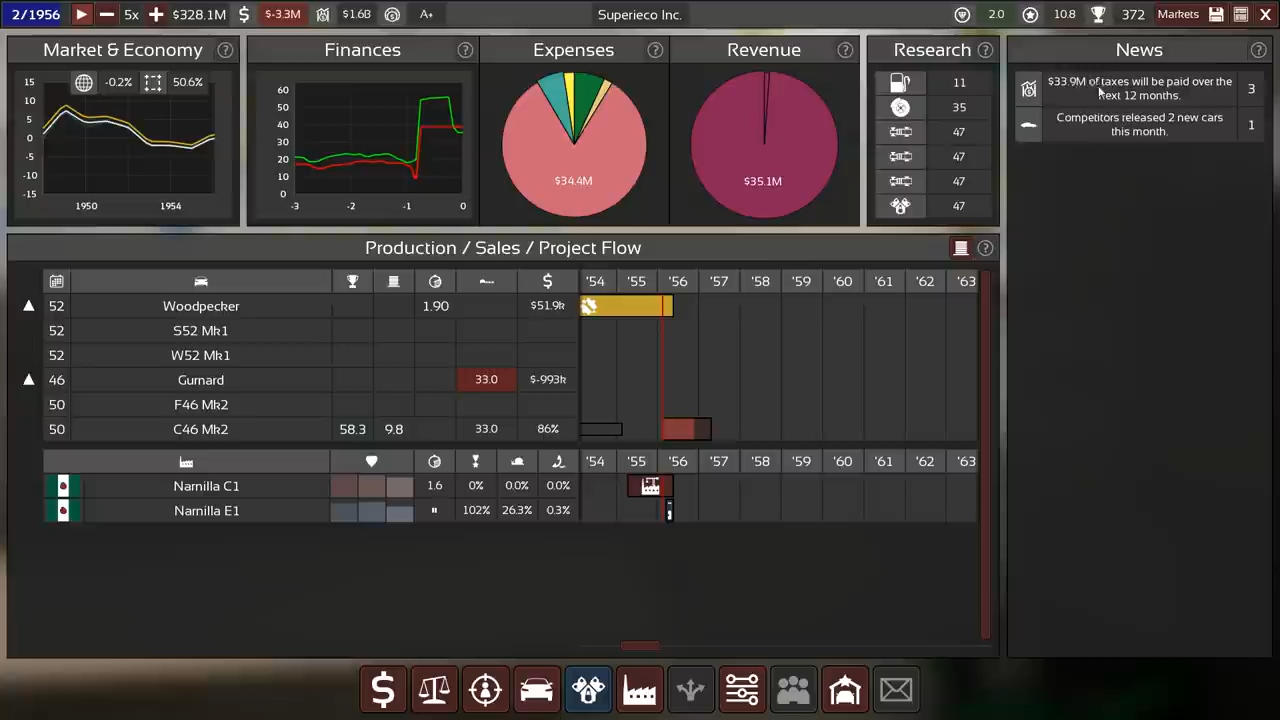 2/1956 5x $328.1M $ $-3.3M $1.6B A+ Superieco Inc. 2.0 10.8 372 Markets X
Market & Economy ? Finances ? Expenses ? Revenue ? Research ? News ?
-0.2% 50.6%
15
10
5
0
-5
-10
-15
1950 1954
60
50
40
30
20
10
0
-3 -2 -1 0
$34.4M
$35.1M
11
35
47
47
47
47
$33.9M of taxes will be paid over the next 12 months. 3
Competitors released 2 new cars this month. 1
Production / Sales / Project Flow ?
$ '54 '55 '56 '57 '58 '59 '60 '61 '62 '63
52 Woodpecker 1.90 $51.9k
52 S52 Mk1
52 W52 Mk1
46 Gurnard 33.0 $-993k
50 F46 Mk2
50 C46 Mk2 58.3 9.8 33.0 86%
'54 '55 '56 '57 '58 '59 '60 '61 '62 '63
Narnilla C1 1.6 0% 0.0% 0.0%
Narnilla E1 102% 26.3% 0.3%
$